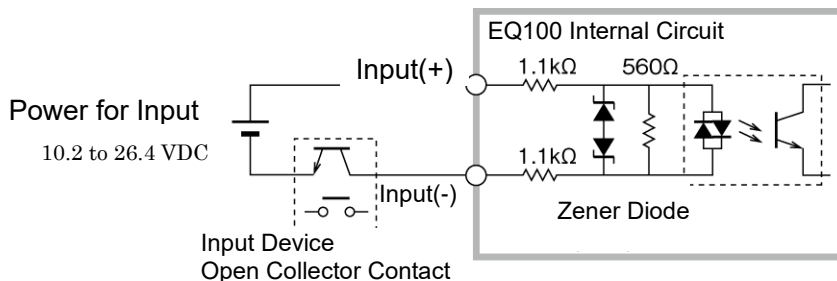 EQ100 Internal Circuit
Input(+)
1.1kΩ
560Ω
Power for Input
10.2 to 26.4 VDC
1.1kΩ
Input(-)
Zener Diode
Input Device
Open Collector Contact